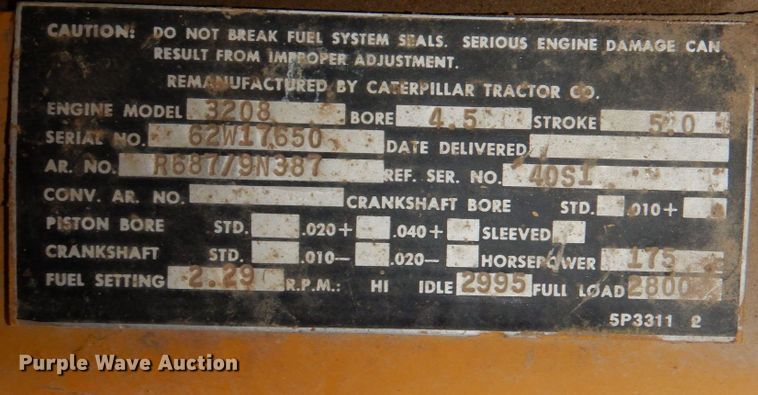 CAUTION: DO NOT BREAK FUEL SYSTEM SEALS. SERIOUS ENGINE DAMAGE CAN
RESULT FROM IMPROPER ADJUSTMENT.
REMANUFACTURED BY CATERPILLAR TRACTOR CO.
ENGINE MODEL 3208 BORE 4.5 STROKE 5.0
SERIAL NO. 62W17650 DATE DELIVERED
AR. NO. R687/9N387 REF. SER. NO. 40S1
CONV. AR. NO. CRANKSHAFT BORE STD. .010+
PISTON BORE STD. .020+ .040+ SLEEVED
CRANKSHAFT STD. .010— .020— HORSEPOWER 175
FUEL SETTING 2.29 R.P.M.: HI IDLE 2995 FULL LOAD 2800
5P3311 2
Purple Wave Auction